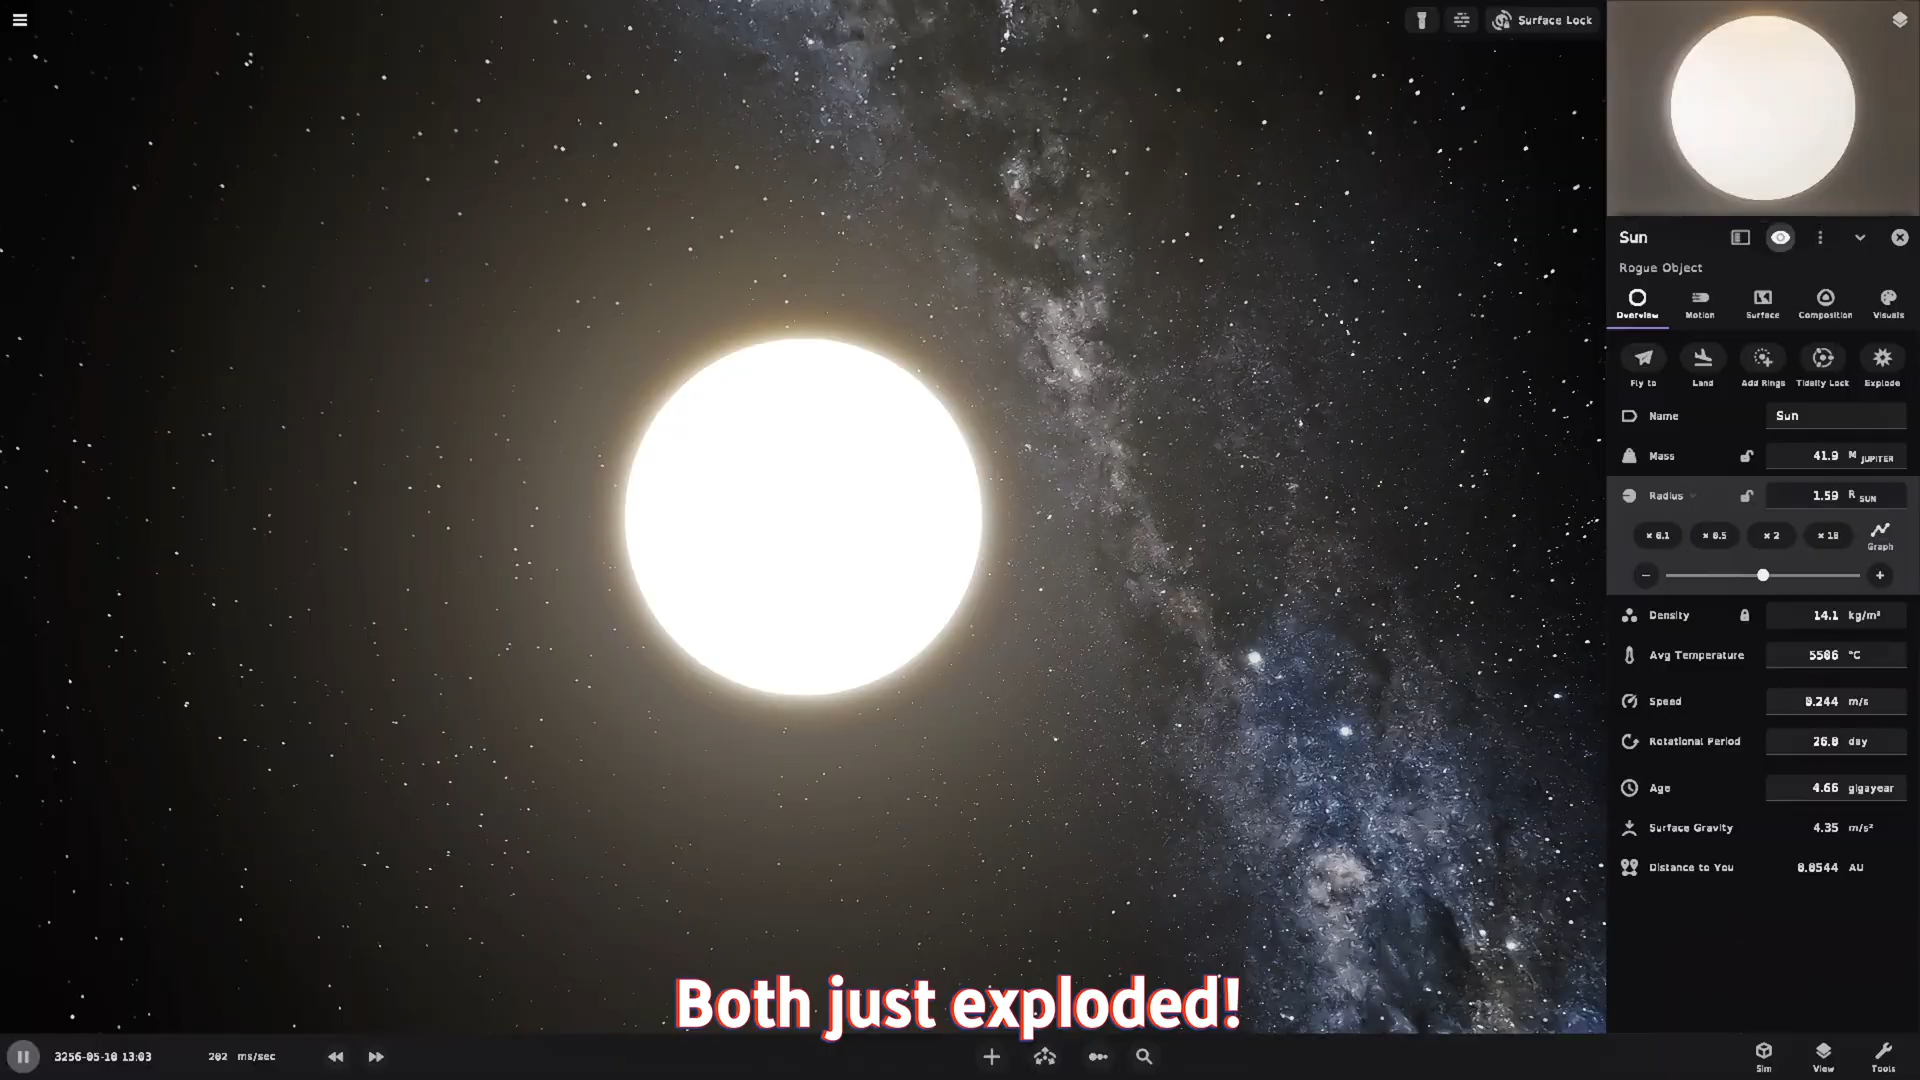 Surface Lock
Sun
Rogue Object
Overview Motion Surface Composition Visuals
Fly to Land Add Rings Tidally Lock Explode
Name Sun
Mass 41.9 M JUPITER
Radius 1.59 R SUN
× 0.1 × 0.5 × 2 × 10 Graph
Density 14.1 kg/m³
Avg Temperature 5506 °C
Speed 0.244 m/s
Rotational Period 26.0 day
Age 4.66 gigayear
Surface Gravity 4.35 m/s²
Distance to You 0.0544 AU
Both just exploded!
3256-05-10 13:03 202 ms/sec
Sim View Tools